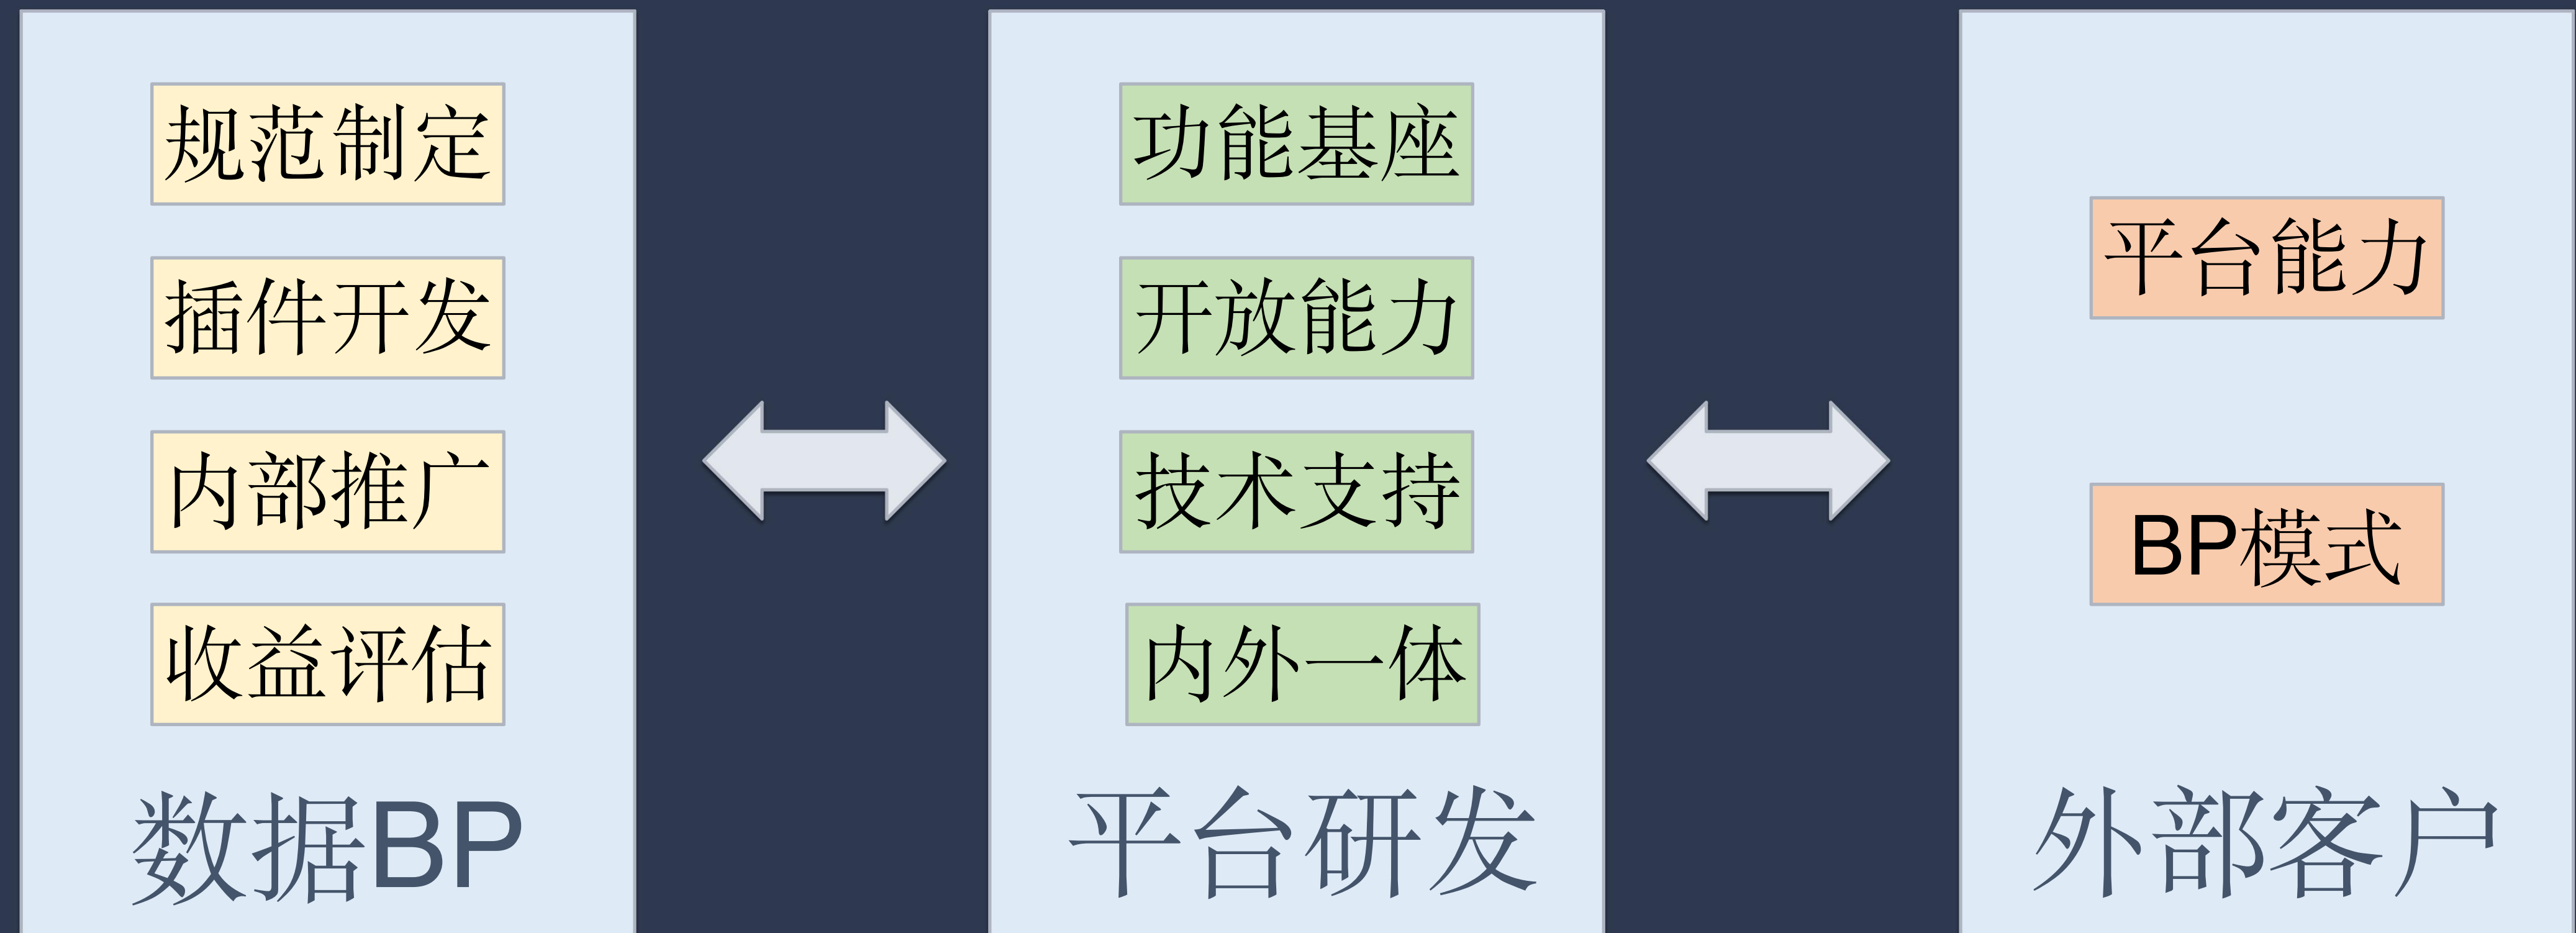 规范制定
插件开发
内部推广
收益评估
数据BP
功能基座
开放能力
技术支持
内外一体
平台研发
平台能力
BP模式
外部客户